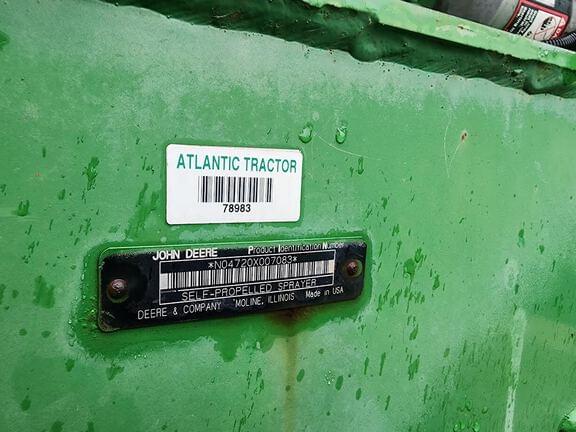 ATLANTIC TRACTOR
78983
JOHN DEERE Product Identification Number
*N04720X007083*
SELF-PROPELLED SPRAYER
DEERE & COMPANY MOLINE, ILLINOIS Made in USA